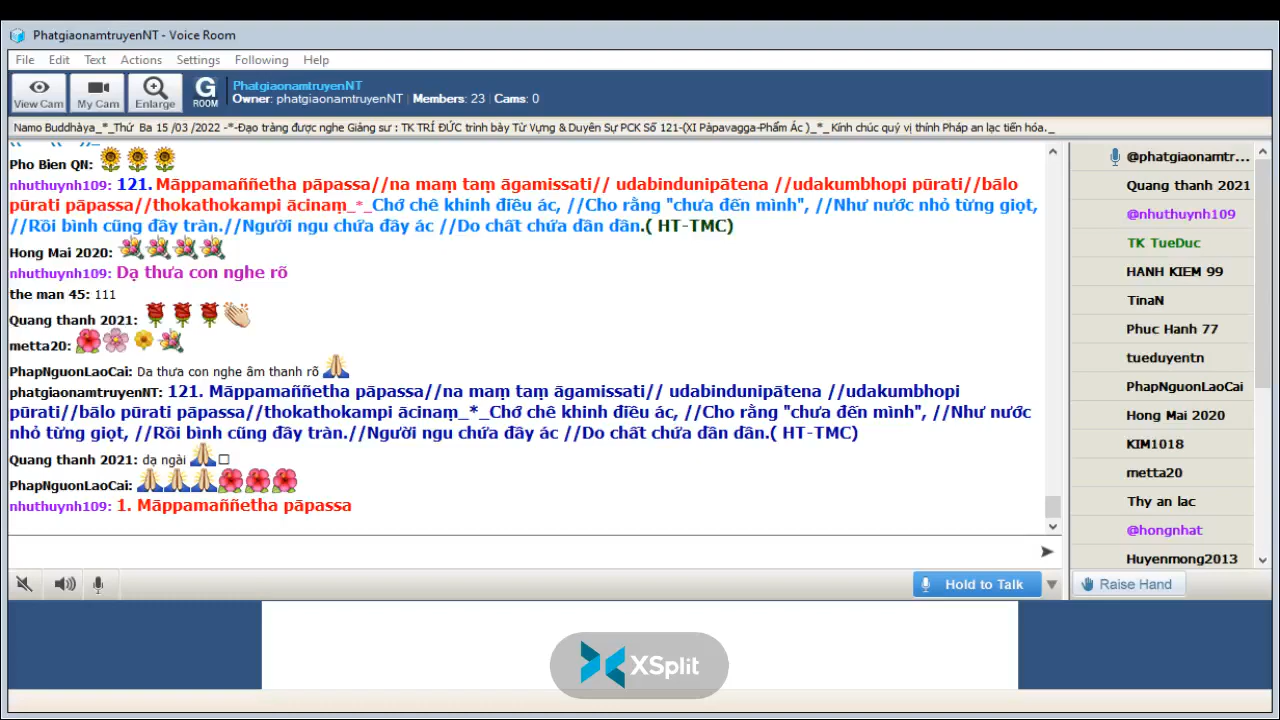 PhatgiaonamtruyenNT - Voice Room
File Edit Text Actions Settings Following Help
View Cam My Cam Enlarge G ROOM
PhatgiaonamtruyenNT
Owner: phatgiaonamtruyenNT | Members: 23 | Cams: 0
Namo Buddhàya_*_Thứ Ba 15 /03 /2022 -*-Đạo tràng được nghe Giảng sư : TK TRÍ ĐỨC trình bày Từ Vựng & Duyên Sự PCK Số 121-(XI Pàpavagga-Phẩm Ác )_*_ Kính chúc quý vị thính Pháp an lạc tiến hóa._
Pho Bien QN:
nhuthuynh109: 121. Māppamaññetha pāpassa//na maṃ taṃ āgamissati// udabindunipātena //udakumbhopi pūrati//bālo
pūrati pāpassa//thokathokampi ācinaṃ_*_Chớ chê khinh điều ác, //Cho rằng "chưa đến mình", //Như nước nhỏ từng giọt,
//Rồi bình cũng đầy tràn.//Người ngu chứa đầy ác //Do chất chứa dần dần.( HT-TMC)
Hong Mai 2020:
nhuthuynh109: Dạ thưa con nghe rõ
the man 45: 111
Quang thanh 2021:
metta20:
PhapNguonLaoCai: Dạ thưa con nghe âm thanh rõ
phatgiaonamtruyenNT: 121. Māppamaññetha pāpassa//na maṃ taṃ āgamissati// udabindunipātena //udakumbhopi
pūrati//bālo pūrati pāpassa//thokathokampi ācinaṃ_*_Chớ chê khinh điều ác, //Cho rằng "chưa đến mình", //Như nước
nhỏ từng giọt, //Rồi bình cũng đầy tràn.//Người ngu chứa đầy ác //Do chất chứa dần dần.( HT-TMC)
Quang thanh 2021: dạ ngài
PhapNguonLaoCai:
nhuthuynh109: 1. Māppamaññetha pāpassa
@phatgiaonamtr...
Quang thanh 2021
@nhuthuynh109
TK TueDuc
HANH KIEM 99
TinaN
Phuc Hanh 77
tueduyentn
PhapNguonLaoCai
Hong Mai 2020
KIM1018
metta20
Thy an lac
@hongnhat
Huyenmong2013
Hold to Talk
Raise Hand
XSplit